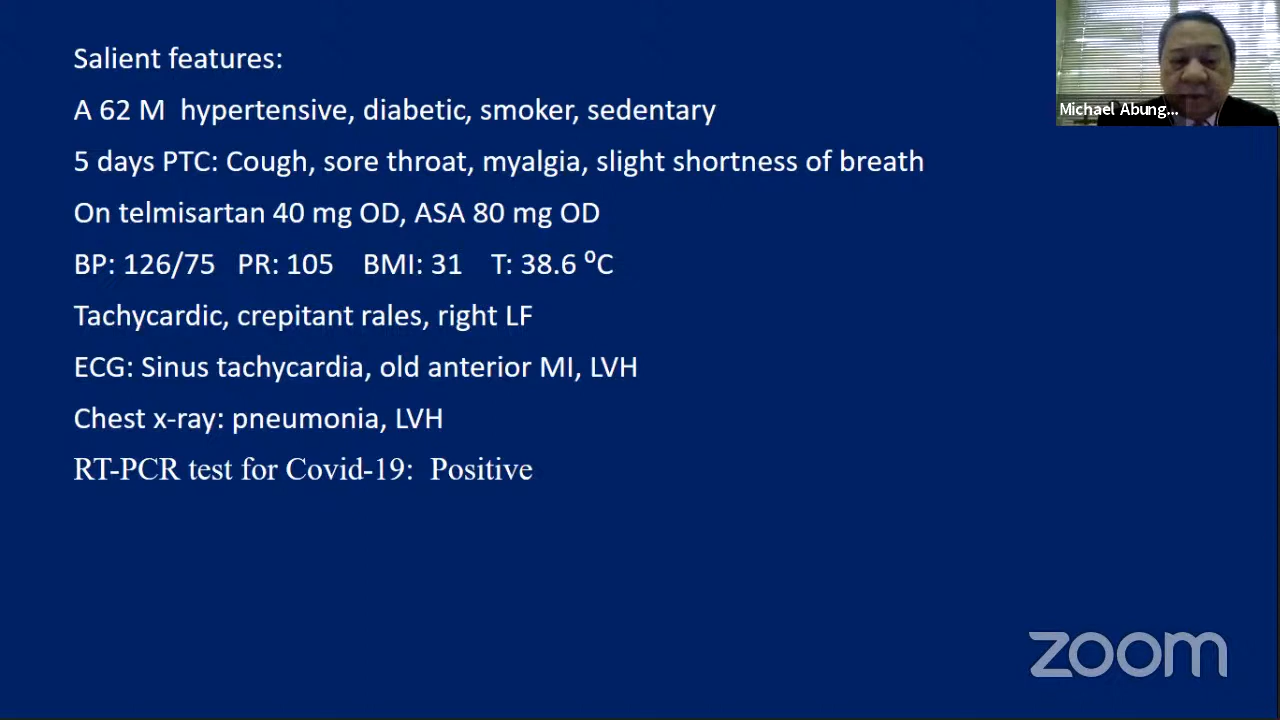 Salient features:
A 62 M hypertensive, diabetic, smoker, sedentary
5 days PTC: Cough, sore throat, myalgia, slight shortness of breath
On telmisartan 40 mg OD, ASA 80 mg OD
BP: 126/75 PR: 105 BMI: 31 T: 38.6 ⁰C
Tachycardic, crepitant rales, right LF
ECG: Sinus tachycardia, old anterior MI, LVH
Chest x-ray: pneumonia, LVH
RT-PCR test for Covid-19: Positive
Michael Abung...
zoom